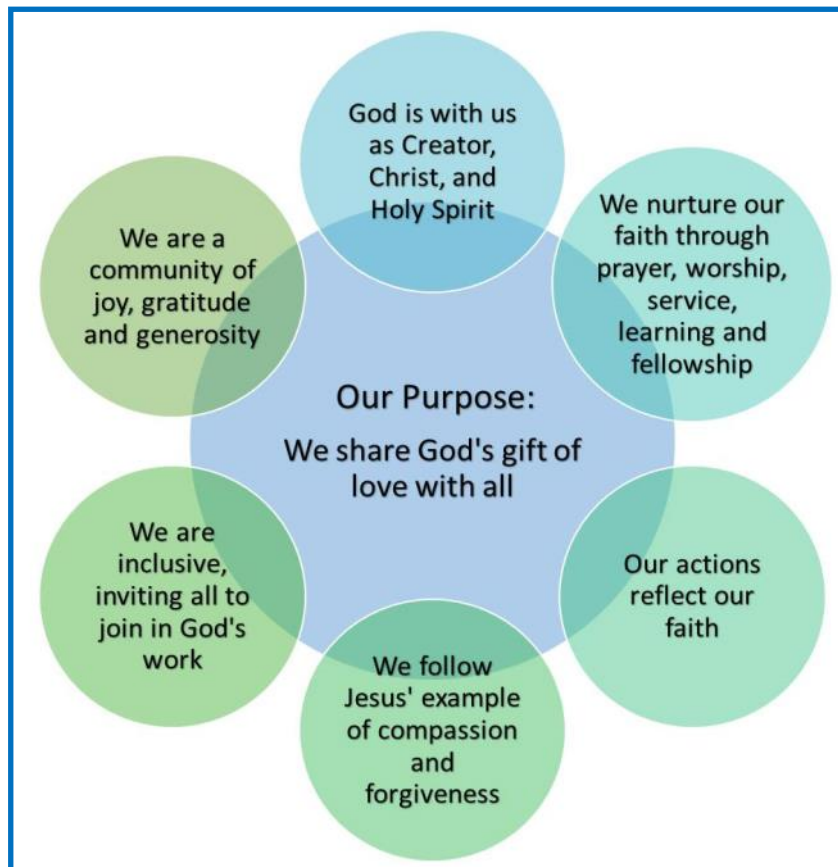 God is with us
as Creator,
Christ, and
Holy Spirit
We nurture our
faith through
prayer, worship,
service,
learning and
fellowship
Our actions
reflect our
faith
We follow
Jesus' example
of compassion
and
forgiveness
We are
inclusive,
inviting all to
join in God's
work
We are a
community of
joy, gratitude
and generosity
Our Purpose:
We share God's gift of
love with all